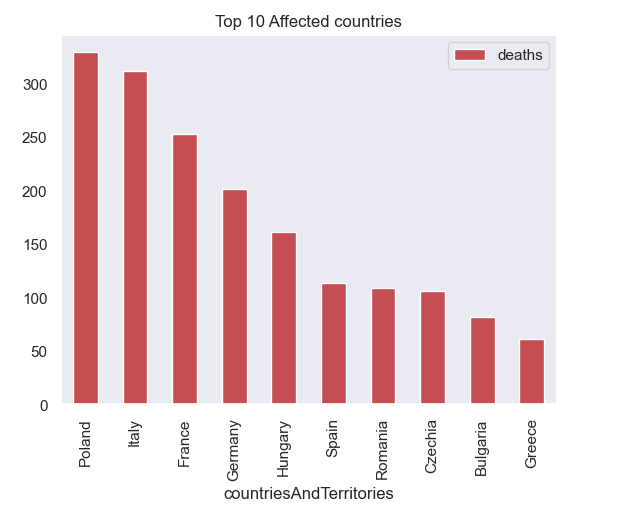 Top 10 Affected countries
deaths
300
250
200
150
100
50
0
Poland
Italy
France
Germany
Hungary
Spain
Romania
Czechia
Bulgaria
Greece
countriesAndTerritories